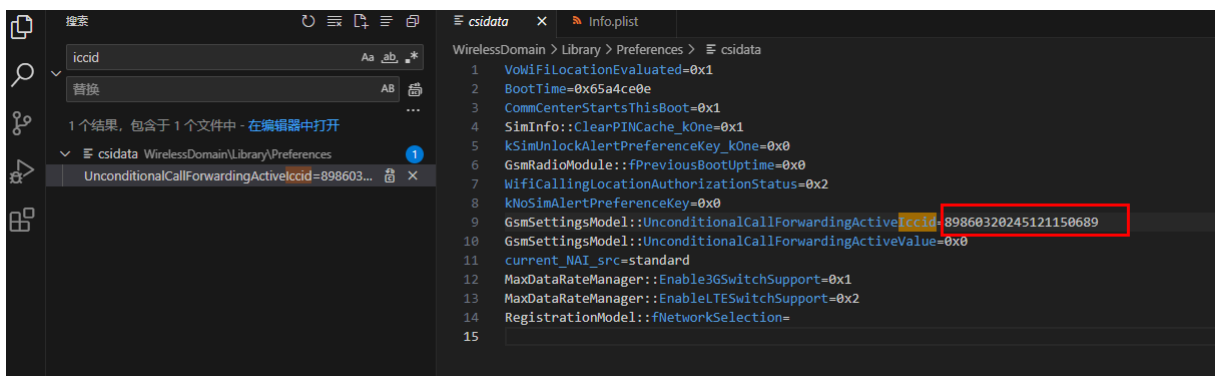 搜索
iccid
Aa ab *
替换
AB
1 个结果，包含于 1 个文件中 - 在编辑器中打开
csidata WirelessDomain\Library\Preferences 1
UnconditionalCallForwardingActiveIccid=898603...
csidata
Info.plist
WirelessDomain > Library > Preferences > csidata
1 VoWiFiLocationEvaluated=0x1
2 BootTime=0x65a4ce0e
3 CommCenterStartsThisBoot=0x1
4 SimInfo::ClearPINCache_kOne=0x1
5 kSimUnlockAlertPreferenceKey_kOne=0x0
6 GsmRadioModule::fPreviousBootUptime=0x0
7 WifiCallingLocationAuthorizationStatus=0x2
8 kNoSimAlertPreferenceKey=0x0
9 GsmSettingsModel::UnconditionalCallForwardingActiveIccid=89860320245121150689
10 GsmSettingsModel::UnconditionalCallForwardingActiveValue=0x0
11 current_NAI_src=standard
12 MaxDataRateManager::Enable3GSwitchSupport=0x1
13 MaxDataRateManager::EnableLTESwitchSupport=0x2
14 RegistrationModel::fNetworkSelection=
15